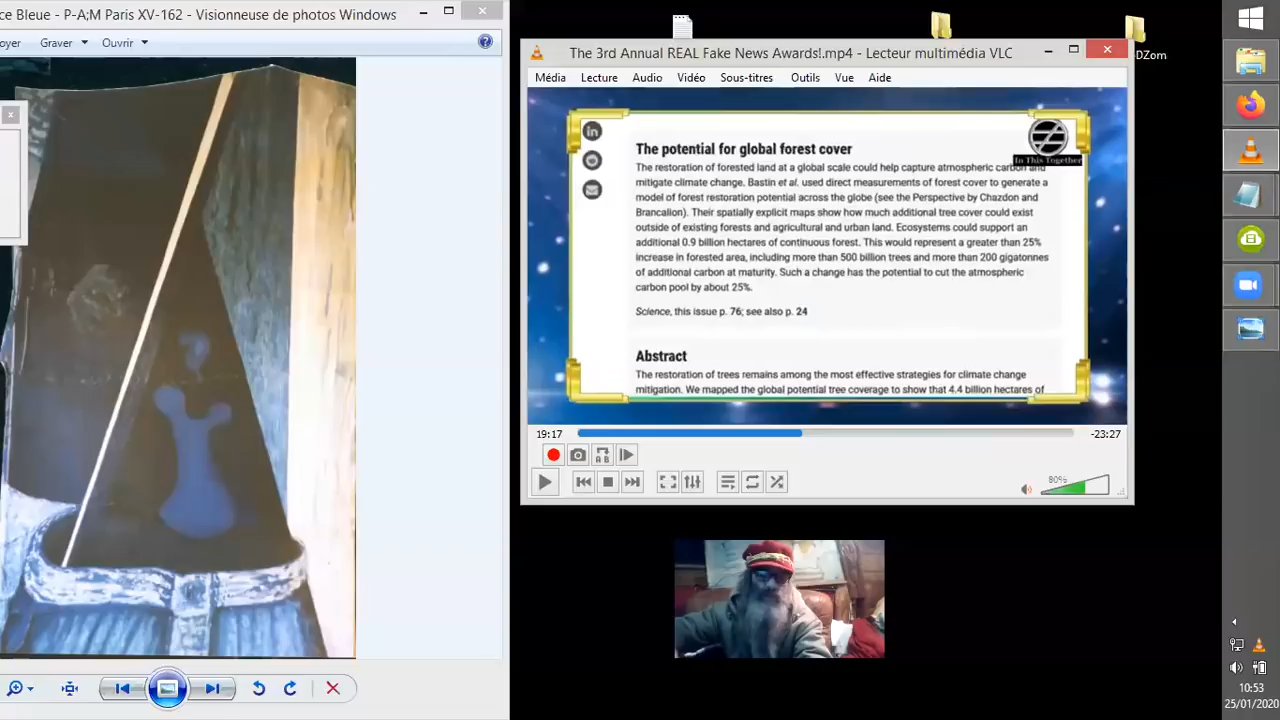 ce Bleue - P-A;M Paris XV-162 - Visionneuse de photos Windows
oyer Graver Ouvrir
The 3rd Annual REAL Fake News Awards!.mp4 - Lecteur multimédia VLC
Média Lecture Audio Vidéo Sous-titres Outils Vue Aide
DZom
In This Together
The potential for global forest cover
The restoration of forested land at a global scale could help capture atmospheric carbon and
mitigate climate change. Bastin et al. used direct measurements of forest cover to generate a
model of forest restoration potential across the globe (see the Perspective by Chazdon and
Brancalion). Their spatially explicit maps show how much additional tree cover could exist
outside of existing forests and agricultural and urban land. Ecosystems could support an
additional 0.9 billion hectares of continuous forest. This would represent a greater than 25%
increase in forested area, including more than 500 billion trees and more than 200 gigatonnes
of additional carbon at maturity. Such a change has the potential to cut the atmospheric
carbon pool by about 25%.
Science, this issue p. 76; see also p. 24
Abstract
The restoration of trees remains among the most effective strategies for climate change
mitigation. We mapped the global potential tree coverage to show that 4.4 billion hectares of
19:17 -23:27
80%
10:53
25/01/2020